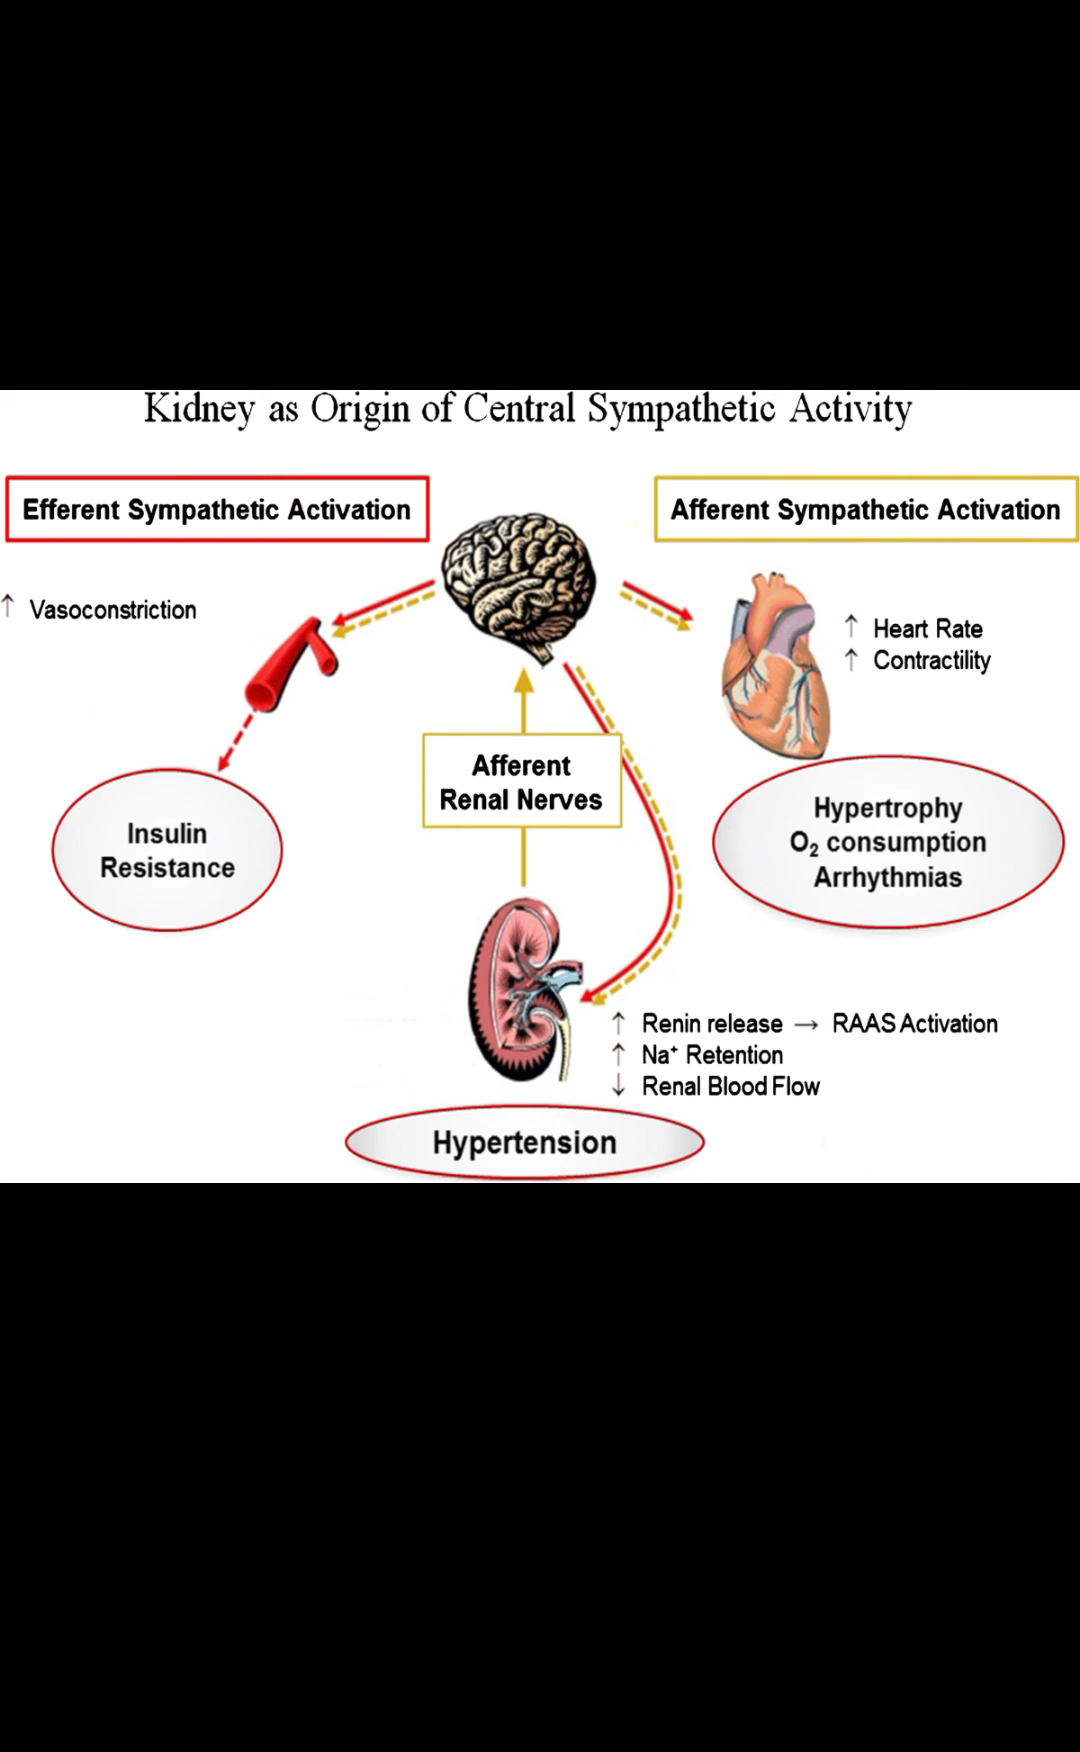 Kidney as Origin of Central Sympathetic Activity
Efferent Sympathetic Activation
Afferent Sympathetic Activation
↑ Vasoconstriction
↑ Heart Rate
↑ Contractility
Afferent
Renal Nerves
Insulin
Resistance
Hypertrophy
O₂ consumption
Arrhythmias
↑ Renin release → RAAS Activation
↑ Na⁺ Retention
↓ Renal Blood Flow
Hypertension